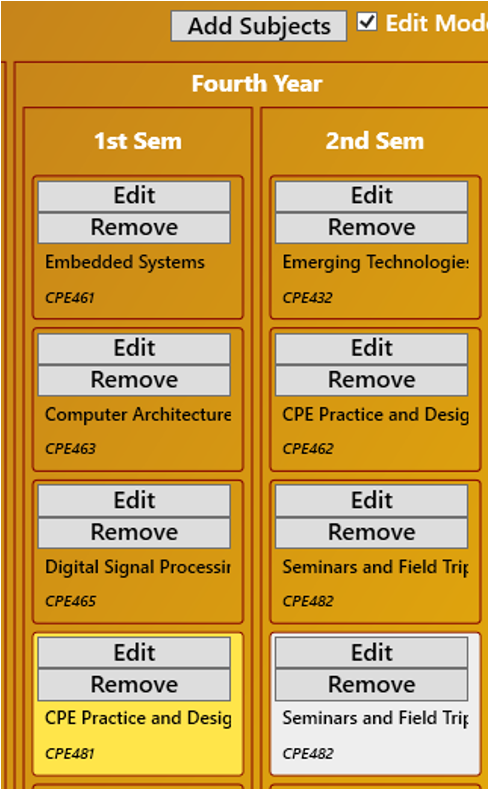 Add Subjects Edit Mod
Fourth Year
1st Sem
Edit
Remove
Embedded Systems
CPE461
Edit
Remove
Computer Architecture
CPE463
Edit
Remove
Digital Signal Processin
CPE465
Edit
Remove
CPE Practice and Desig
CPE481
2nd Sem
Edit
Remove
Emerging Technologies
CPE432
Edit
Remove
CPE Practice and Desig
CPE462
Edit
Remove
Seminars and Field Trip
CPE482
Edit
Remove
Seminars and Field Trip
CPE482